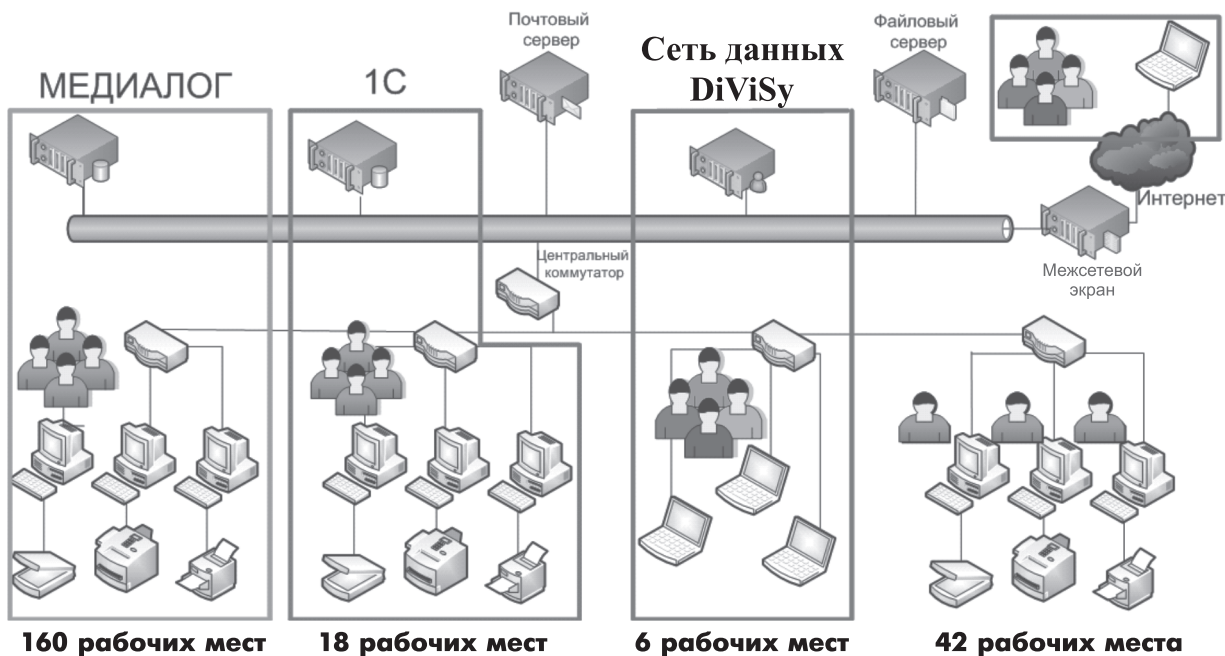 Почтовый
сервер
Сеть данных
DiViSy
Файловый
сервер
МЕДИАЛОГ
1С
Интернет
Центральный
коммутатор
Межсетевой
экран
160 рабочих мест
18 рабочих мест
6 рабочих мест
42 рабочих места